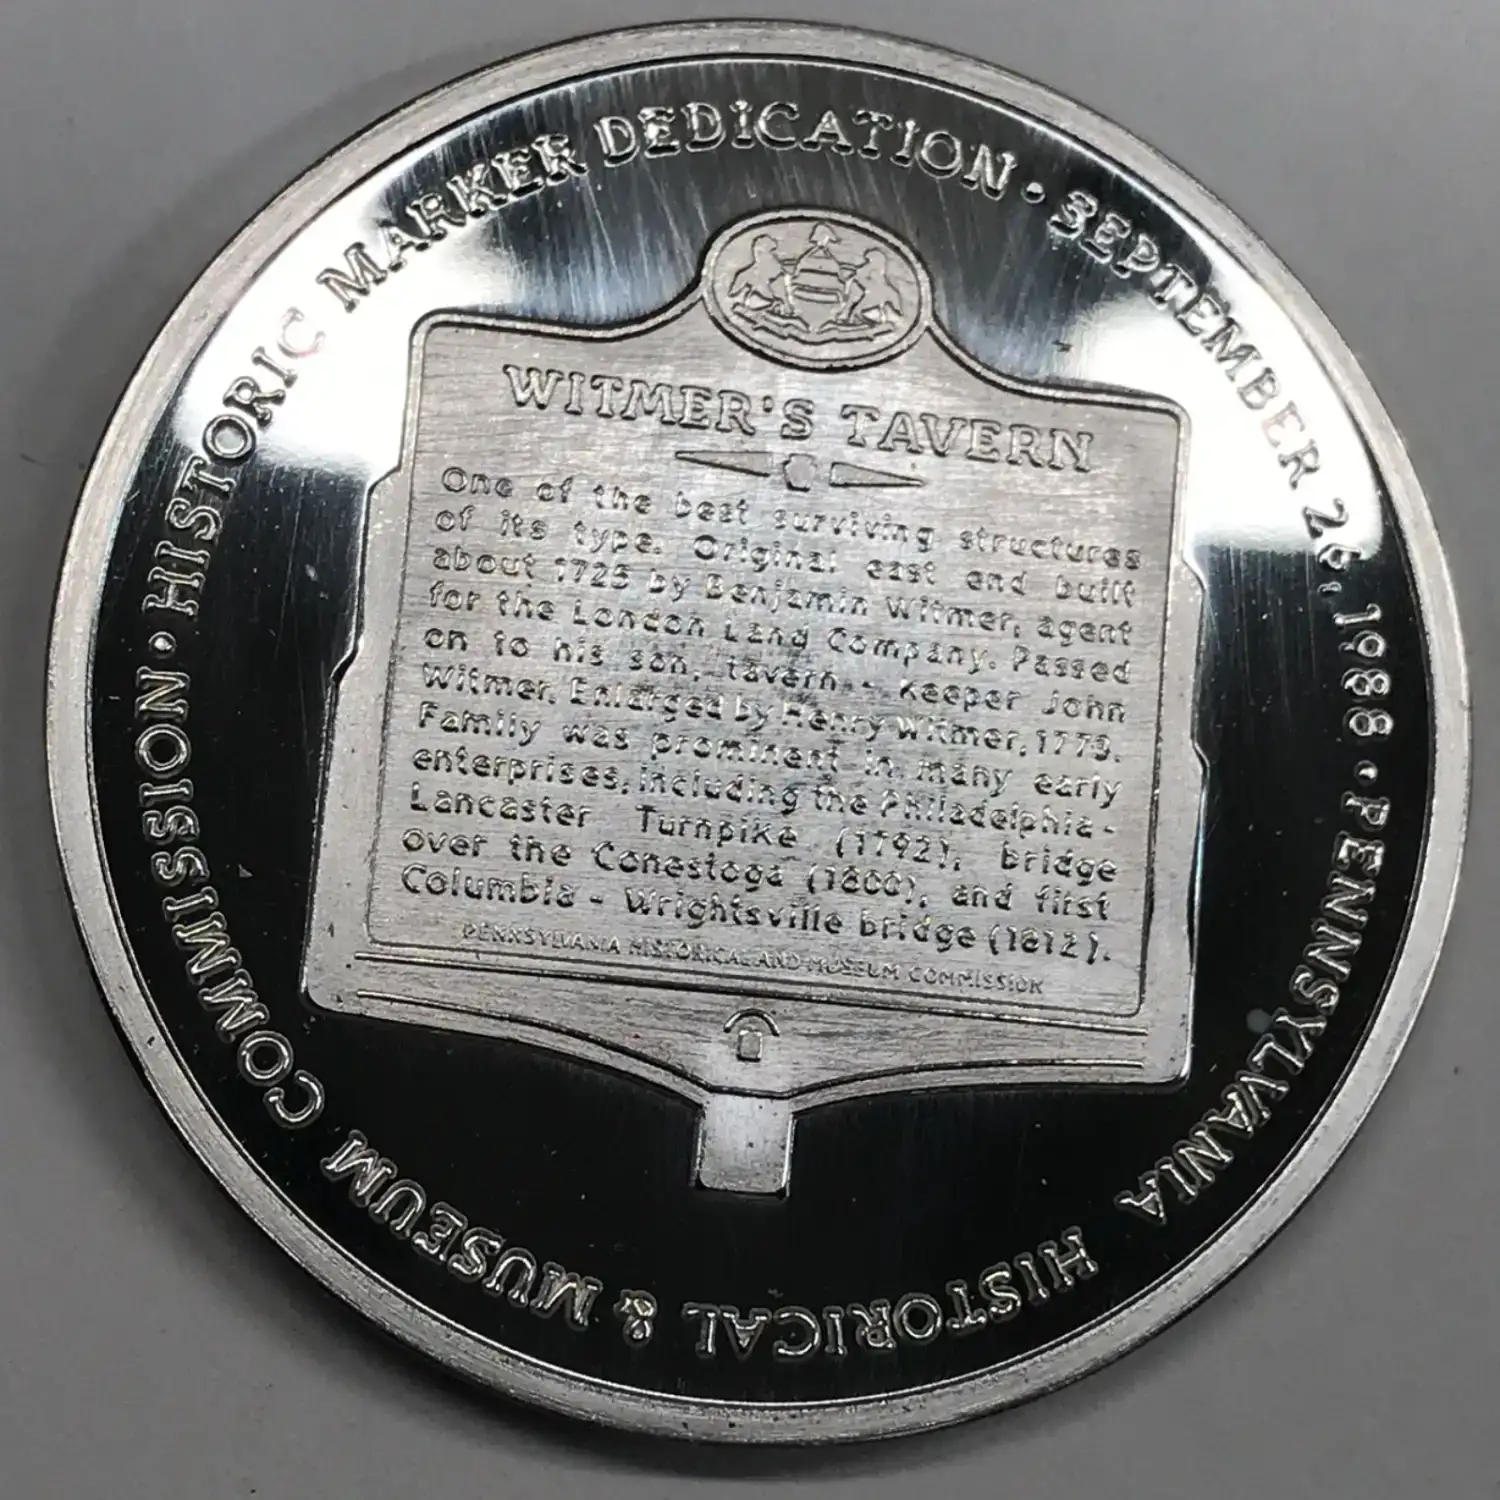 HISTORIC MARKER DEDICATION · SEPTEMBER 26, 1988 · PENNSYLVANIA HISTORICAL & MUSEUM COMMISSION ·
WITMER'S TAVERN
One of the best surviving structures
of its type. Original east end built
about 1725 by Benjamin Witmer, agent
for the London Land Company. Passed
on to his son, tavern - keeper John
Witmer. Enlarged by Henry Witmer, 1773.
Family was prominent in many early
enterprises, including the Philadelphia-
Lancaster Turnpike (1792), bridge
over the Conestoga (1800), and first
Columbia - Wrightsville bridge (1812).
PENNSYLVANIA HISTORICAL AND MUSEUM COMMISSION